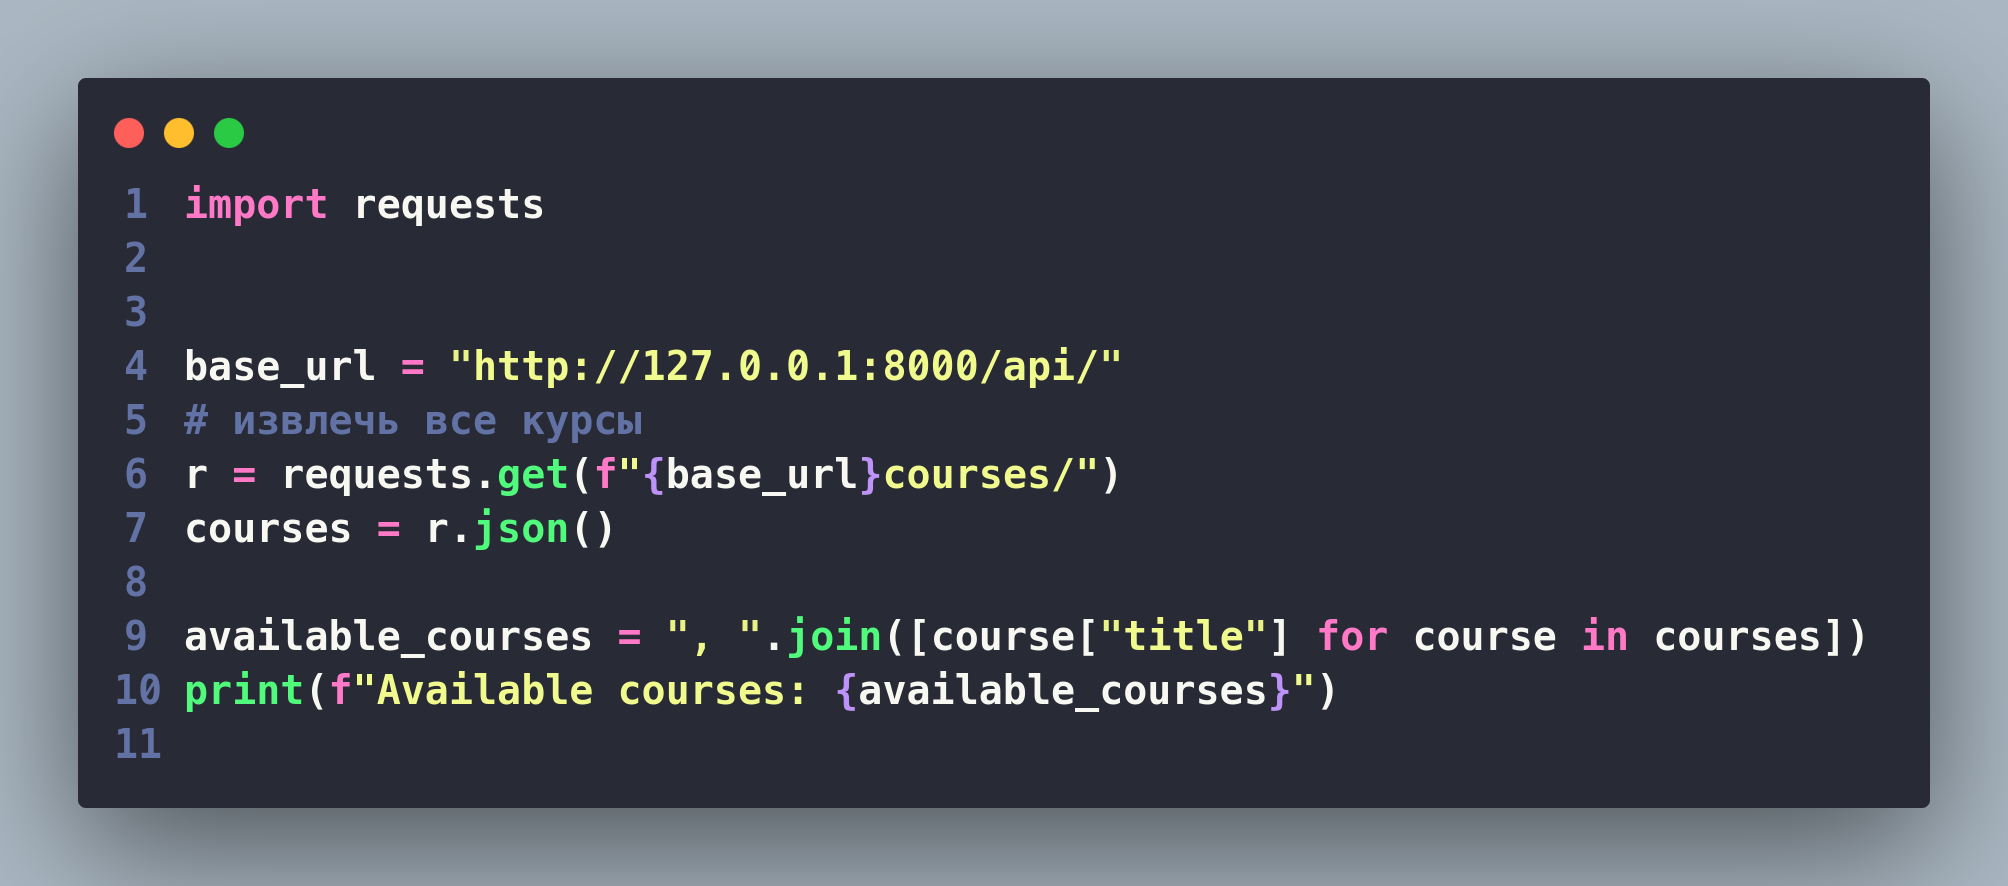 1 import requests
2
3
4 base_url = "http://127.0.0.1:8000/api/"
5 # извлечь все курсы
6 r = requests.get(f"{base_url}courses/")
7 courses = r.json()
8
9 available_courses = ", ".join([course["title"] for course in courses])
10 print(f"Available courses: {available_courses}")
11